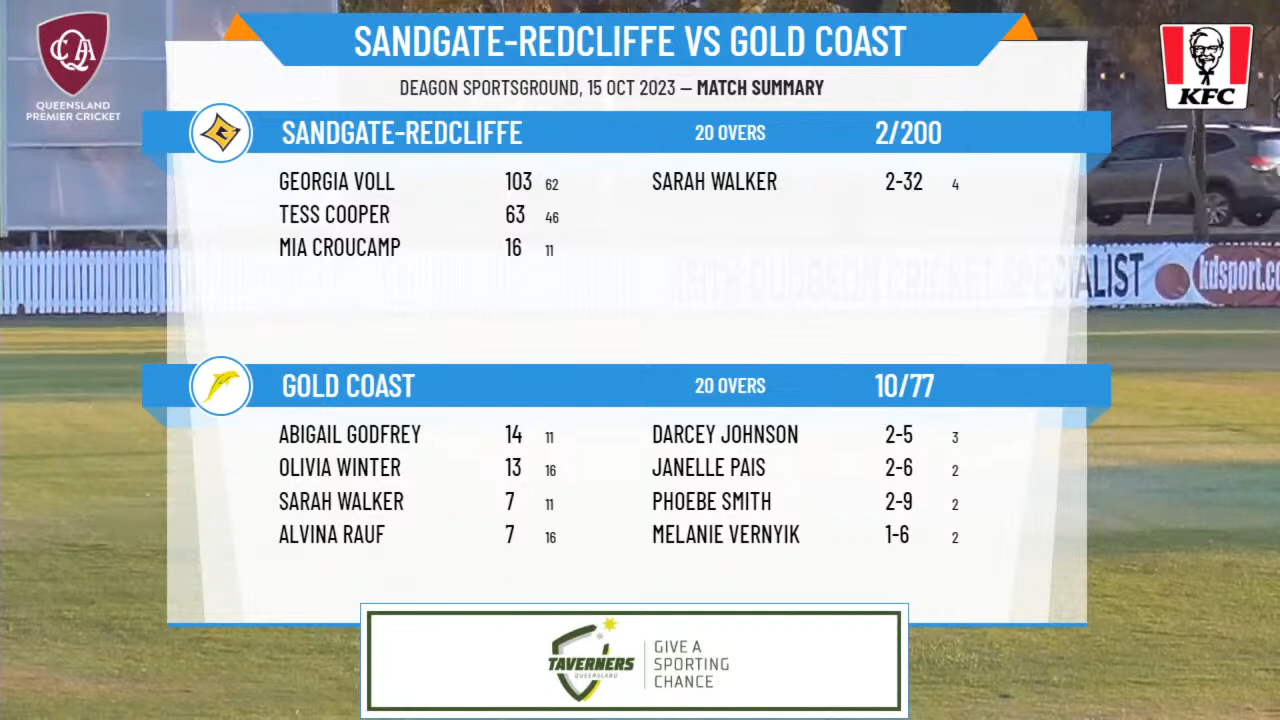 SANDGATE-REDCLIFFE VS GOLD COAST
QUEENSLAND
PREMIER CRICKET
KFC
DEAGON SPORTSGROUND, 15 OCT 2023 – MATCH SUMMARY
SANDGATE-REDCLIFFE 20 OVERS 2/200
GEORGIA VOLL 103 62 SARAH WALKER 2-32 4
TESS COOPER 63 46
MIA CROUCAMP 16 11
ALIST kdsport.co
GOLD COAST 20 OVERS 10/77
ABIGAIL GODFREY 14 11 DARCEY JOHNSON 2-5 3
OLIVIA WINTER 13 16 JANELLE PAIS 2-6 2
SARAH WALKER 7 11 PHOEBE SMITH 2-9 2
ALVINA RAUF 7 16 MELANIE VERNYIK 1-6 2
TAVERNERS
QUEENSLAND
GIVE A
SPORTING
CHANCE